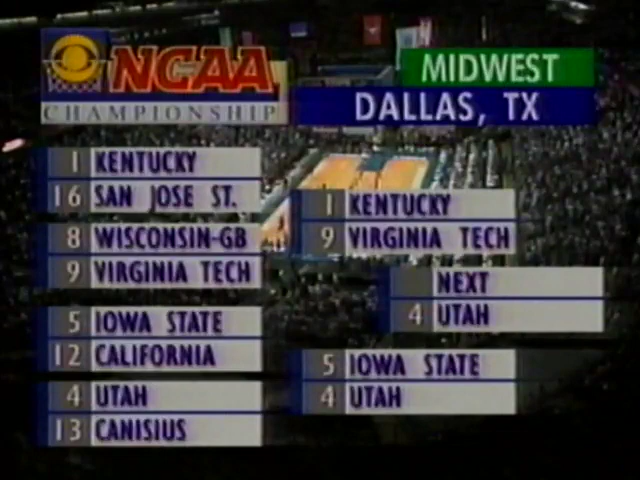 NCAA
CHAMPIONSHIP
MIDWEST
DALLAS, TX
1 KENTUCKY
16 SAN JOSE ST.
8 WISCONSIN-GB
9 VIRGINIA TECH
5 IOWA STATE
12 CALIFORNIA
4 UTAH
13 CANISIUS
1 KENTUCKY
9 VIRGINIA TECH
5 IOWA STATE
4 UTAH
NEXT
4 UTAH